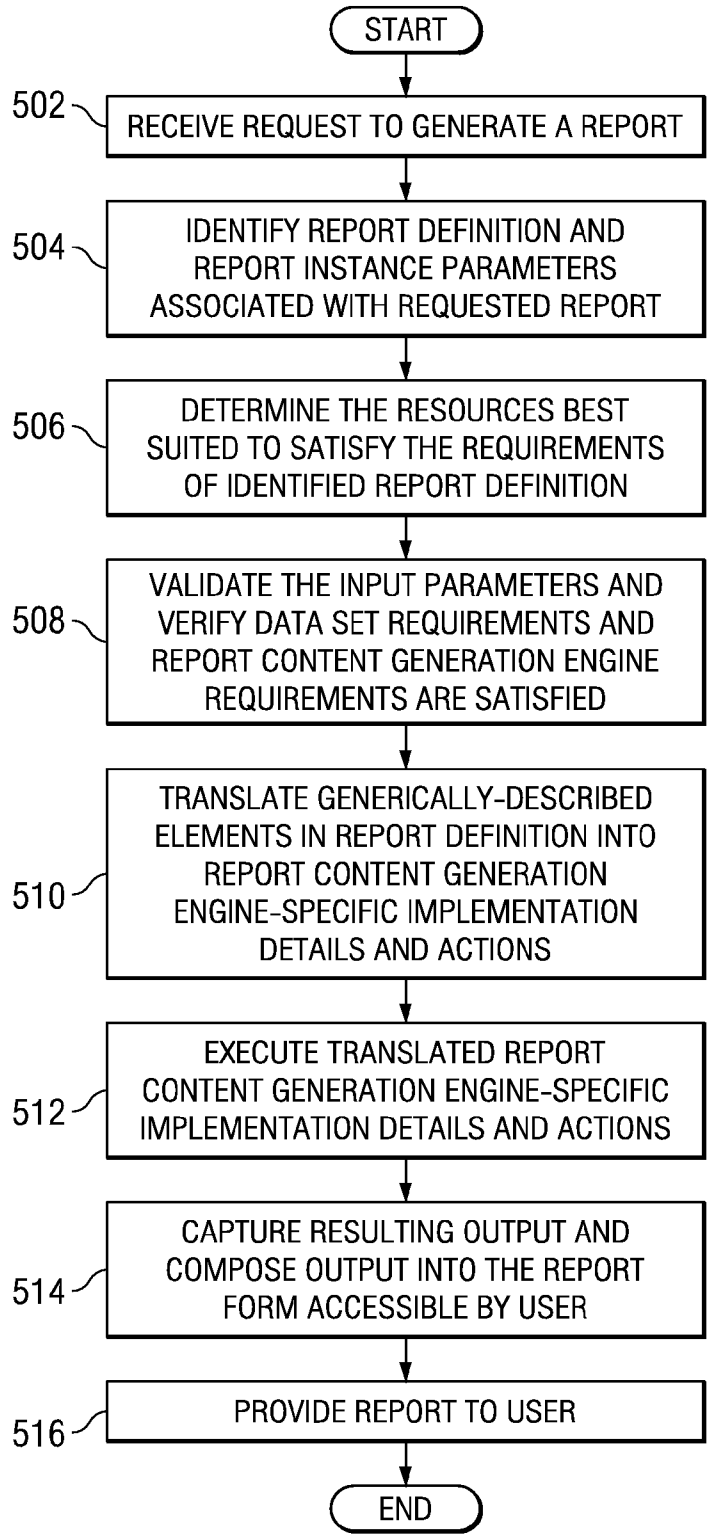 START
502
RECEIVE REQUEST TO GENERATE A REPORT
504
IDENTIFY REPORT DEFINITION AND
REPORT INSTANCE PARAMETERS
ASSOCIATED WITH REQUESTED REPORT
506
DETERMINE THE RESOURCES BEST
SUITED TO SATISFY THE REQUIREMENTS
OF IDENTIFIED REPORT DEFINITION
508
VALIDATE THE INPUT PARAMETERS AND
VERIFY DATA SET REQUIREMENTS AND
REPORT CONTENT GENERATION ENGINE
REQUIREMENTS ARE SATISFIED
510
TRANSLATE GENERICALLY-DESCRIBED
ELEMENTS IN REPORT DEFINITION INTO
REPORT CONTENT GENERATION
ENGINE-SPECIFIC IMPLEMENTATION
DETAILS AND ACTIONS
512
EXECUTE TRANSLATED REPORT
CONTENT GENERATION ENGINE-SPECIFIC
IMPLEMENTATION DETAILS AND ACTIONS
514
CAPTURE RESULTING OUTPUT AND
COMPOSE OUTPUT INTO THE REPORT
FORM ACCESSIBLE BY USER
516
PROVIDE REPORT TO USER
END